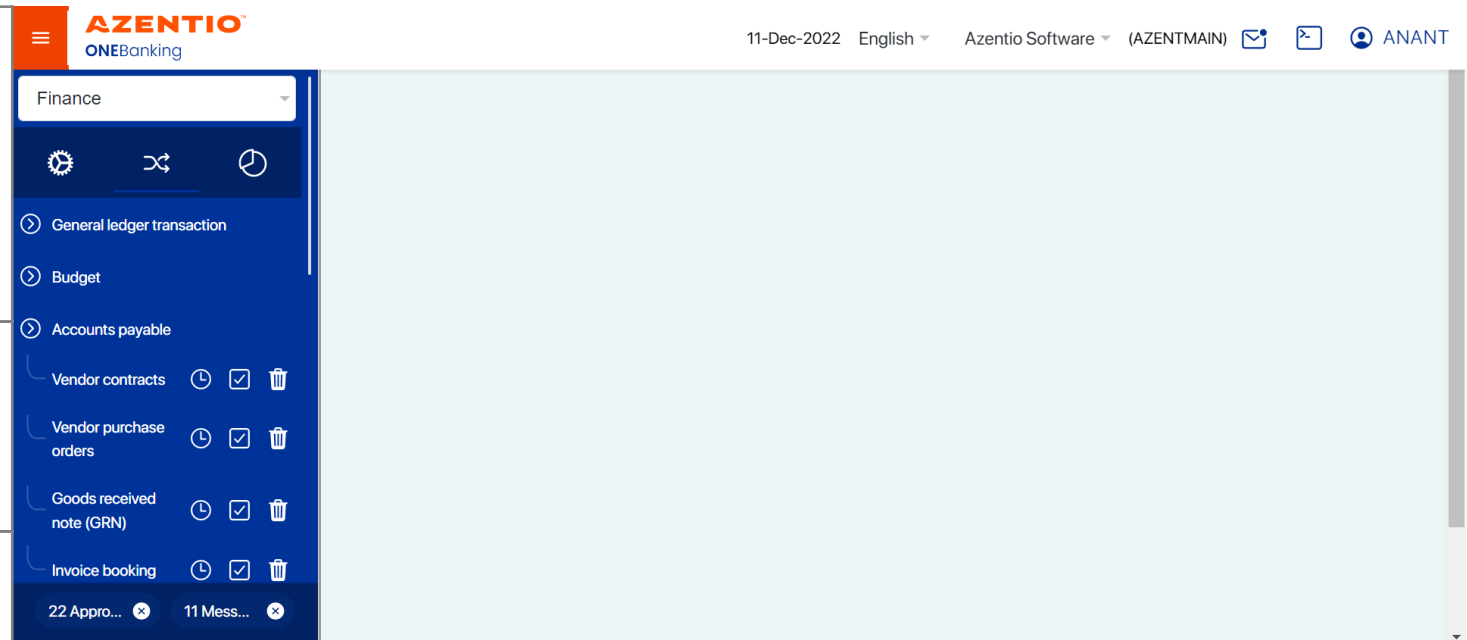 AZENTIO
ONEBanking
11-Dec-2022 English Azentio Software (AZENTMAIN) ANANT
Finance
General ledger transaction
Budget
Accounts payable
Vendor contracts
Vendor purchase
orders
Goods received
note (GRN)
Invoice booking
22 Appro... 11 Mess...